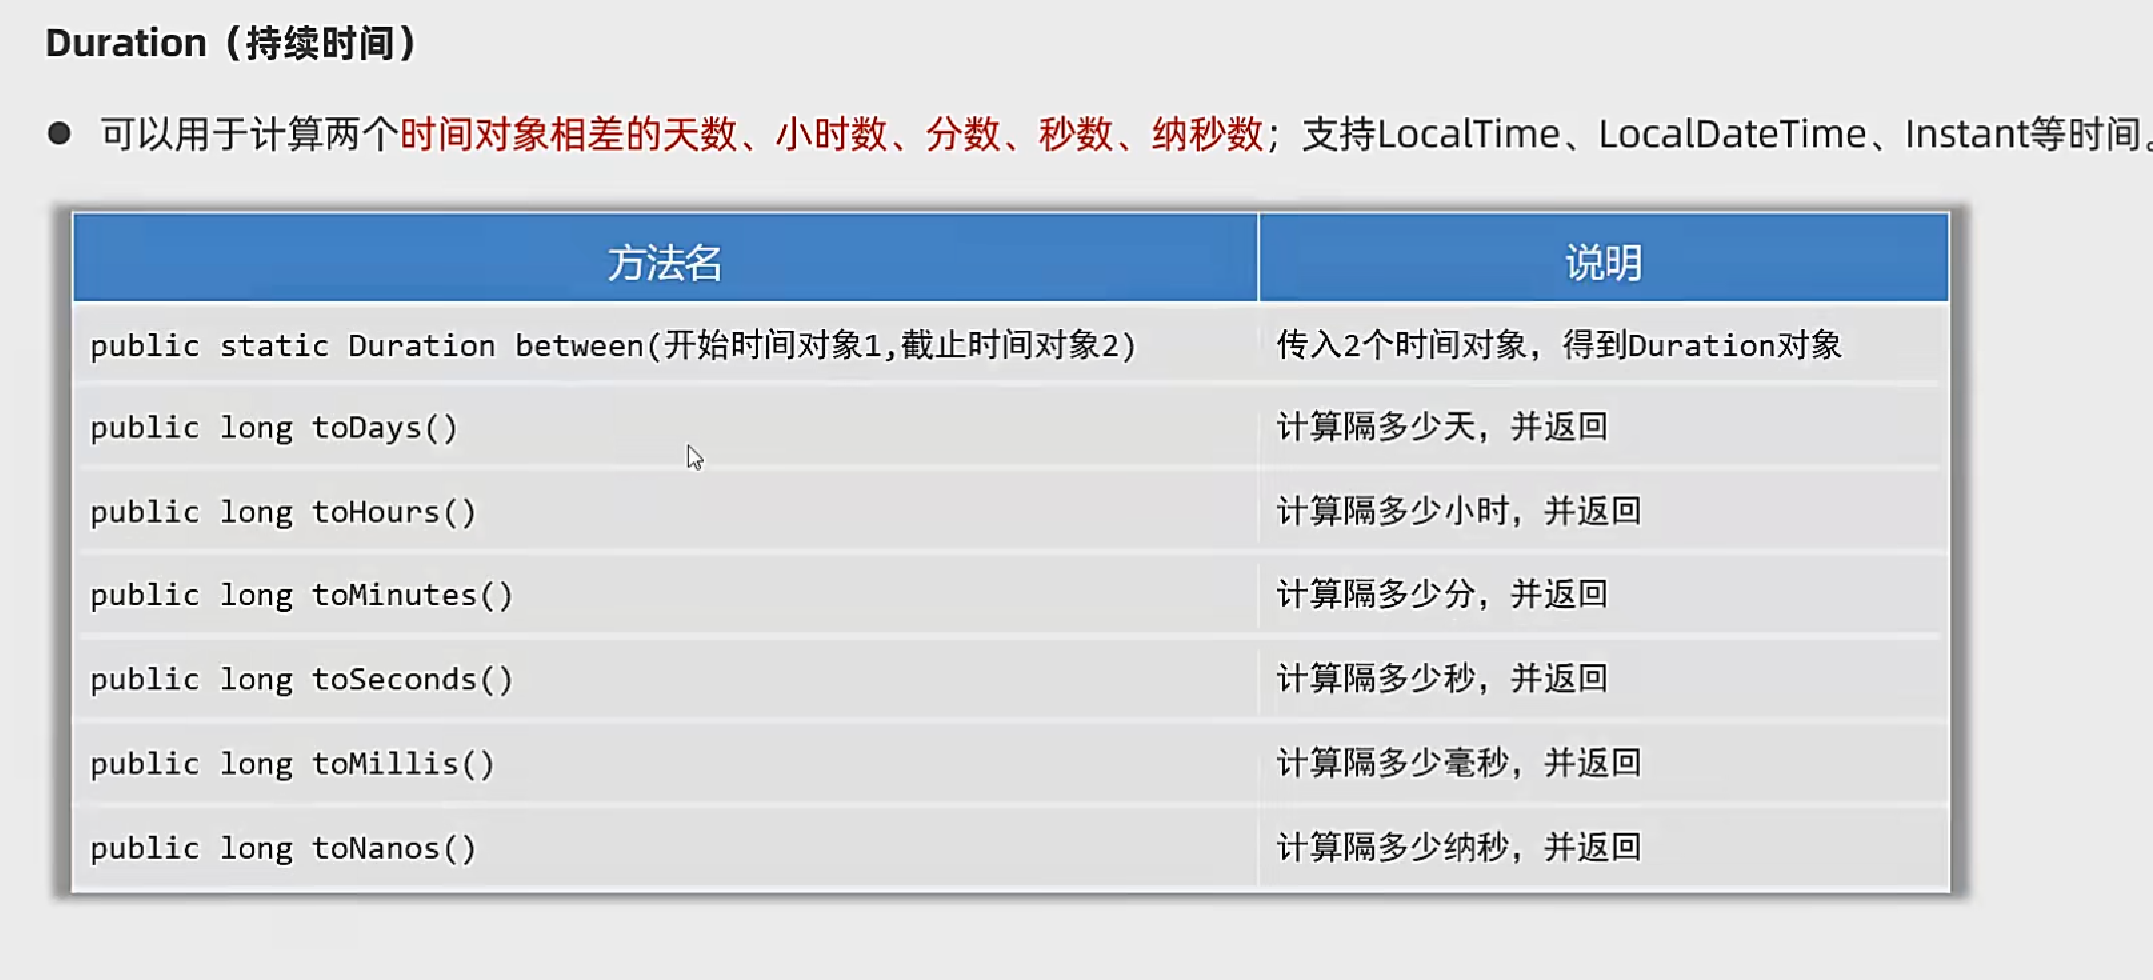 Duration（持续时间）
● 可以用于计算两个时间对象相差的天数、小时数、分数、秒数、纳秒数；支持LocalTime、LocalDateTime、Instant等时间。
方法名 说明
public static Duration between(开始时间对象1,截止时间对象2) 传入2个时间对象，得到Duration对象
public long toDays() 计算隔多少天，并返回
public long toHours() 计算隔多少小时，并返回
public long toMinutes() 计算隔多少分，并返回
public long toSeconds() 计算隔多少秒，并返回
public long toMillis() 计算隔多少毫秒，并返回
public long toNanos() 计算隔多少纳秒，并返回